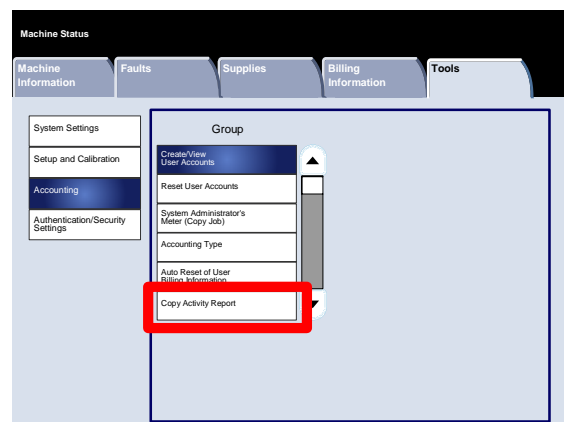 Machine Status
Machine
Information
Faults
Supplies
Billing
Information
Tools
System Settings
Setup and Calibration
Accounting
Authentication/Security
Settings
Group
Create/View
User Accounts
Reset User Accounts
System Administrator's
Meter (Copy Job)
Accounting Type
Auto Reset of User
Billing Information
Copy Activity Report